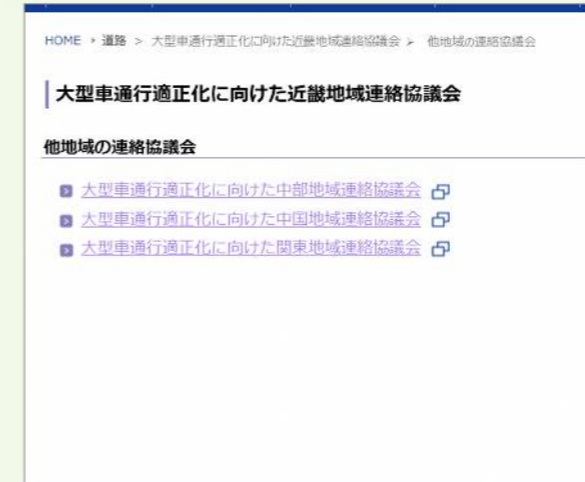 HOME › 道路 > 大型車通行適正化に向けた近畿地域連絡協議会 > 他地域の連絡協議会
大型車通行適正化に向けた近畿地域連絡協議会
他地域の連絡協議会
大型車通行適正化に向けた中部地域連絡協議会
大型車通行適正化に向けた中国地域連絡協議会
大型車通行適正化に向けた関東地域連絡協議会